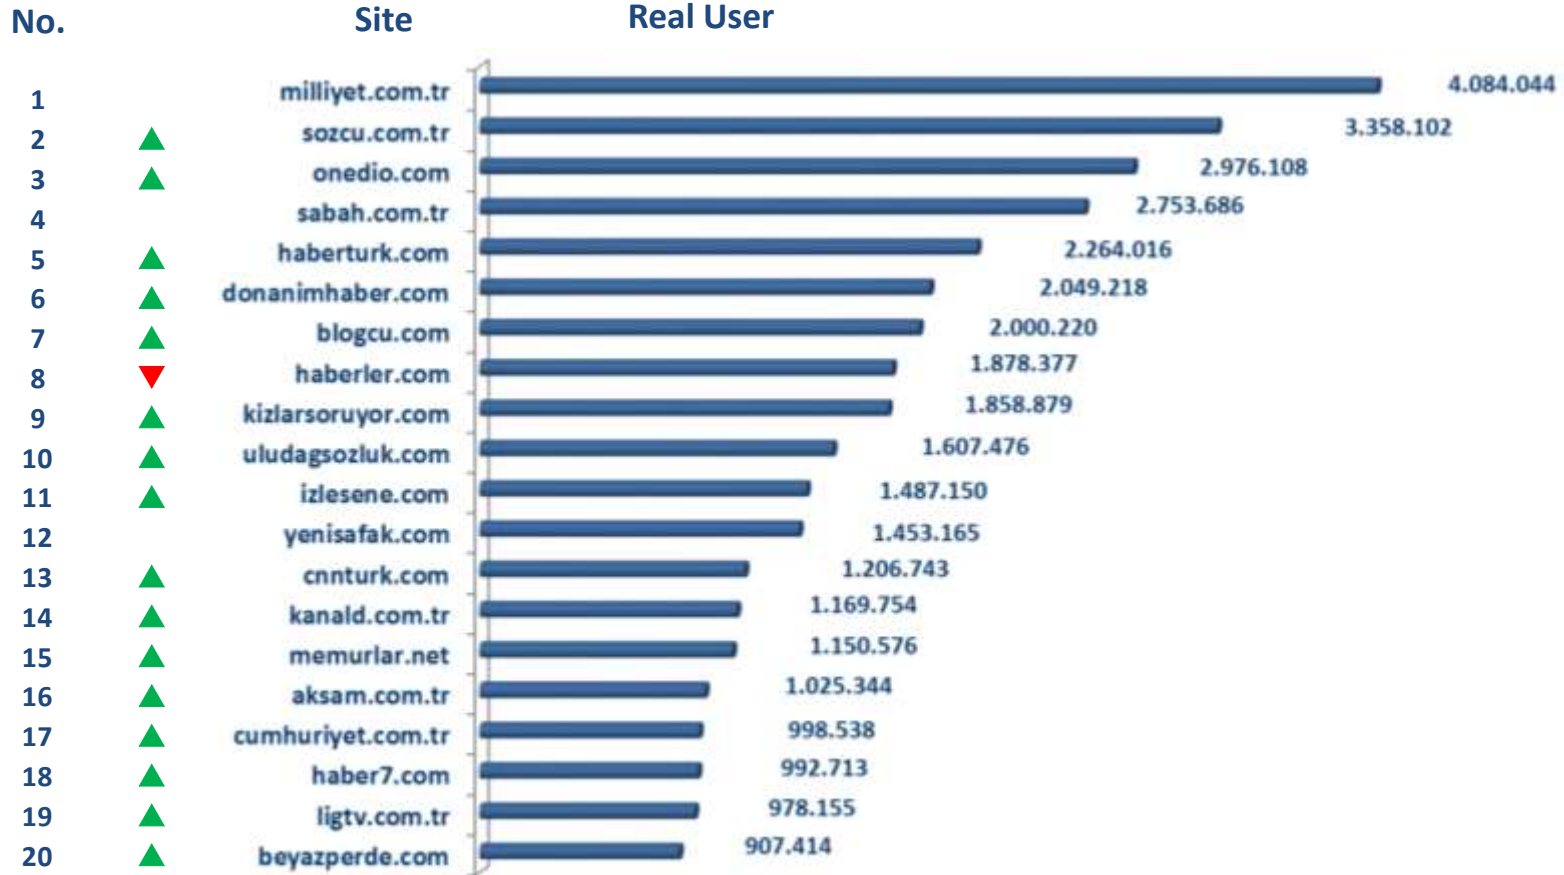 No. Site Real User
1 milliyet.com.tr 4.084.044
2 sozcu.com.tr 3.358.102
3 onedio.com 2.976.108
4 sabah.com.tr 2.753.686
5 haberturk.com 2.264.016
6 donanimhaber.com 2.049.218
7 blogcu.com 2.000.220
8 haberler.com 1.878.377
9 kizlarsoruyor.com 1.858.879
10 uludagsozluk.com 1.607.476
11 izlesene.com 1.487.150
12 yenisafak.com 1.453.165
13 cnnturk.com 1.206.743
14 kanald.com.tr 1.169.754
15 memurlar.net 1.150.576
16 aksam.com.tr 1.025.344
17 cumhuriyet.com.tr 998.538
18 haber7.com 992.713
19 ligtv.com.tr 978.155
20 beyazperde.com 907.414